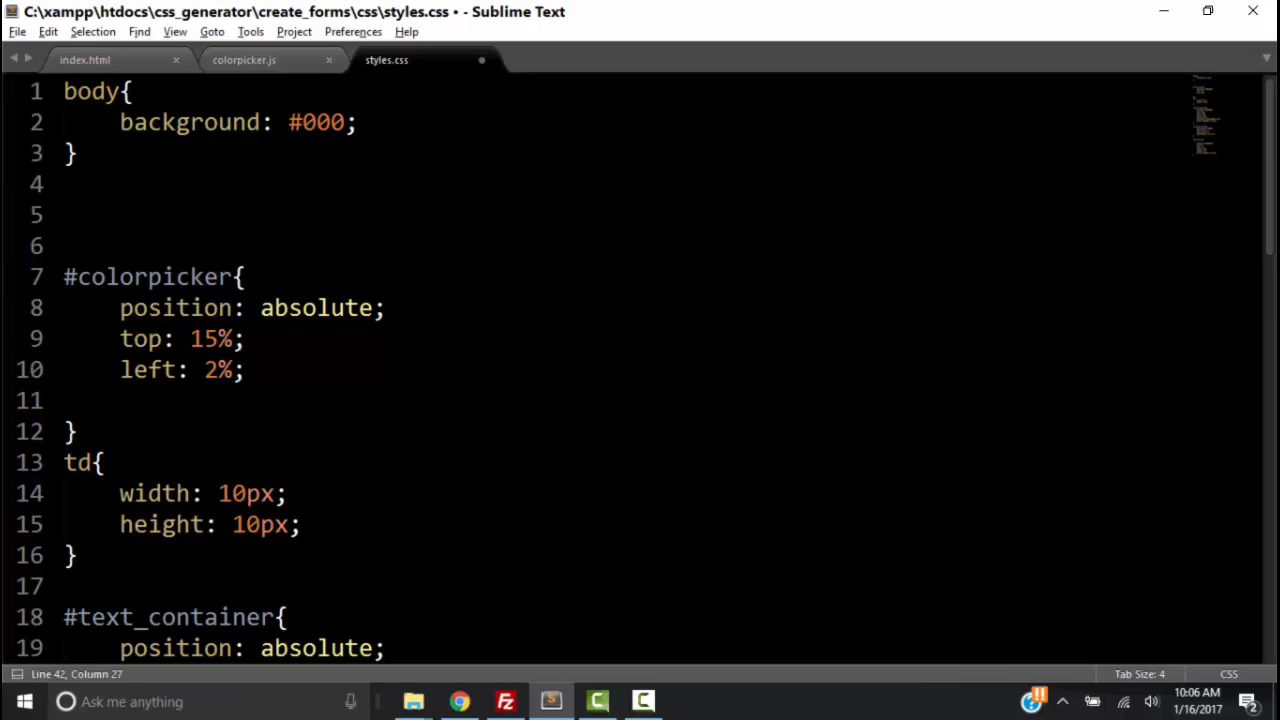 C:\xampp\htdocs\css_generator\create_forms\css\styles.css • - Sublime Text
File Edit Selection Find View Goto Tools Project Preferences Help
index.html × colorpicker.js × styles.css
1 body{
2 background: #000;
3 }
4
5
6
7 #colorpicker{
8 position: absolute;
9 top: 15%;
10 left: 2%;
11
12 }
13 td{
14 width: 10px;
15 height: 10px;
16 }
17
18 #text_container{
19 position: absolute;
Line 42, Column 27 Tab Size: 4 CSS
Ask me anything
10:06 AM
1/16/2017
2